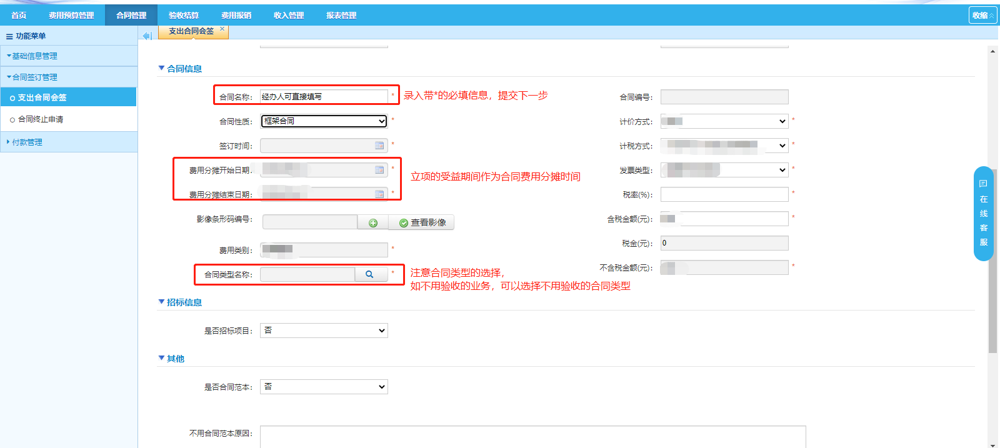 首页 费用预算管理 合同管理 验收结算 费用报销 收入管理 报表管理 收缩
功能菜单
支出合同会签
基础信息管理
合同签订管理
支出合同会签
合同终止申请
付款管理
合同信息
合同名称: 经办人可直接填写 * 录入带*的必填信息，提交下一步 合同编号:
合同性质: 框架合同 * 计价方式: *
签订时间: * 计税方式: *
费用分摊开始日期: * 发票类型: *
立项的受益期间作为合同费用分摊时间
费用分摊结束日期: * 税率(%): *
影像条形码编号: 查看影像 含税金额(元): *
税金(元): 0
费用类别: *
不含税金额(元): *
合同类型名称: * 注意合同类型的选择，
如不用验收的业务，可以选择不用验收的合同类型
招标信息
是否招标项目: 否
其他
是否合同范本: 否
不用合同范本原因:
在
线
客
服